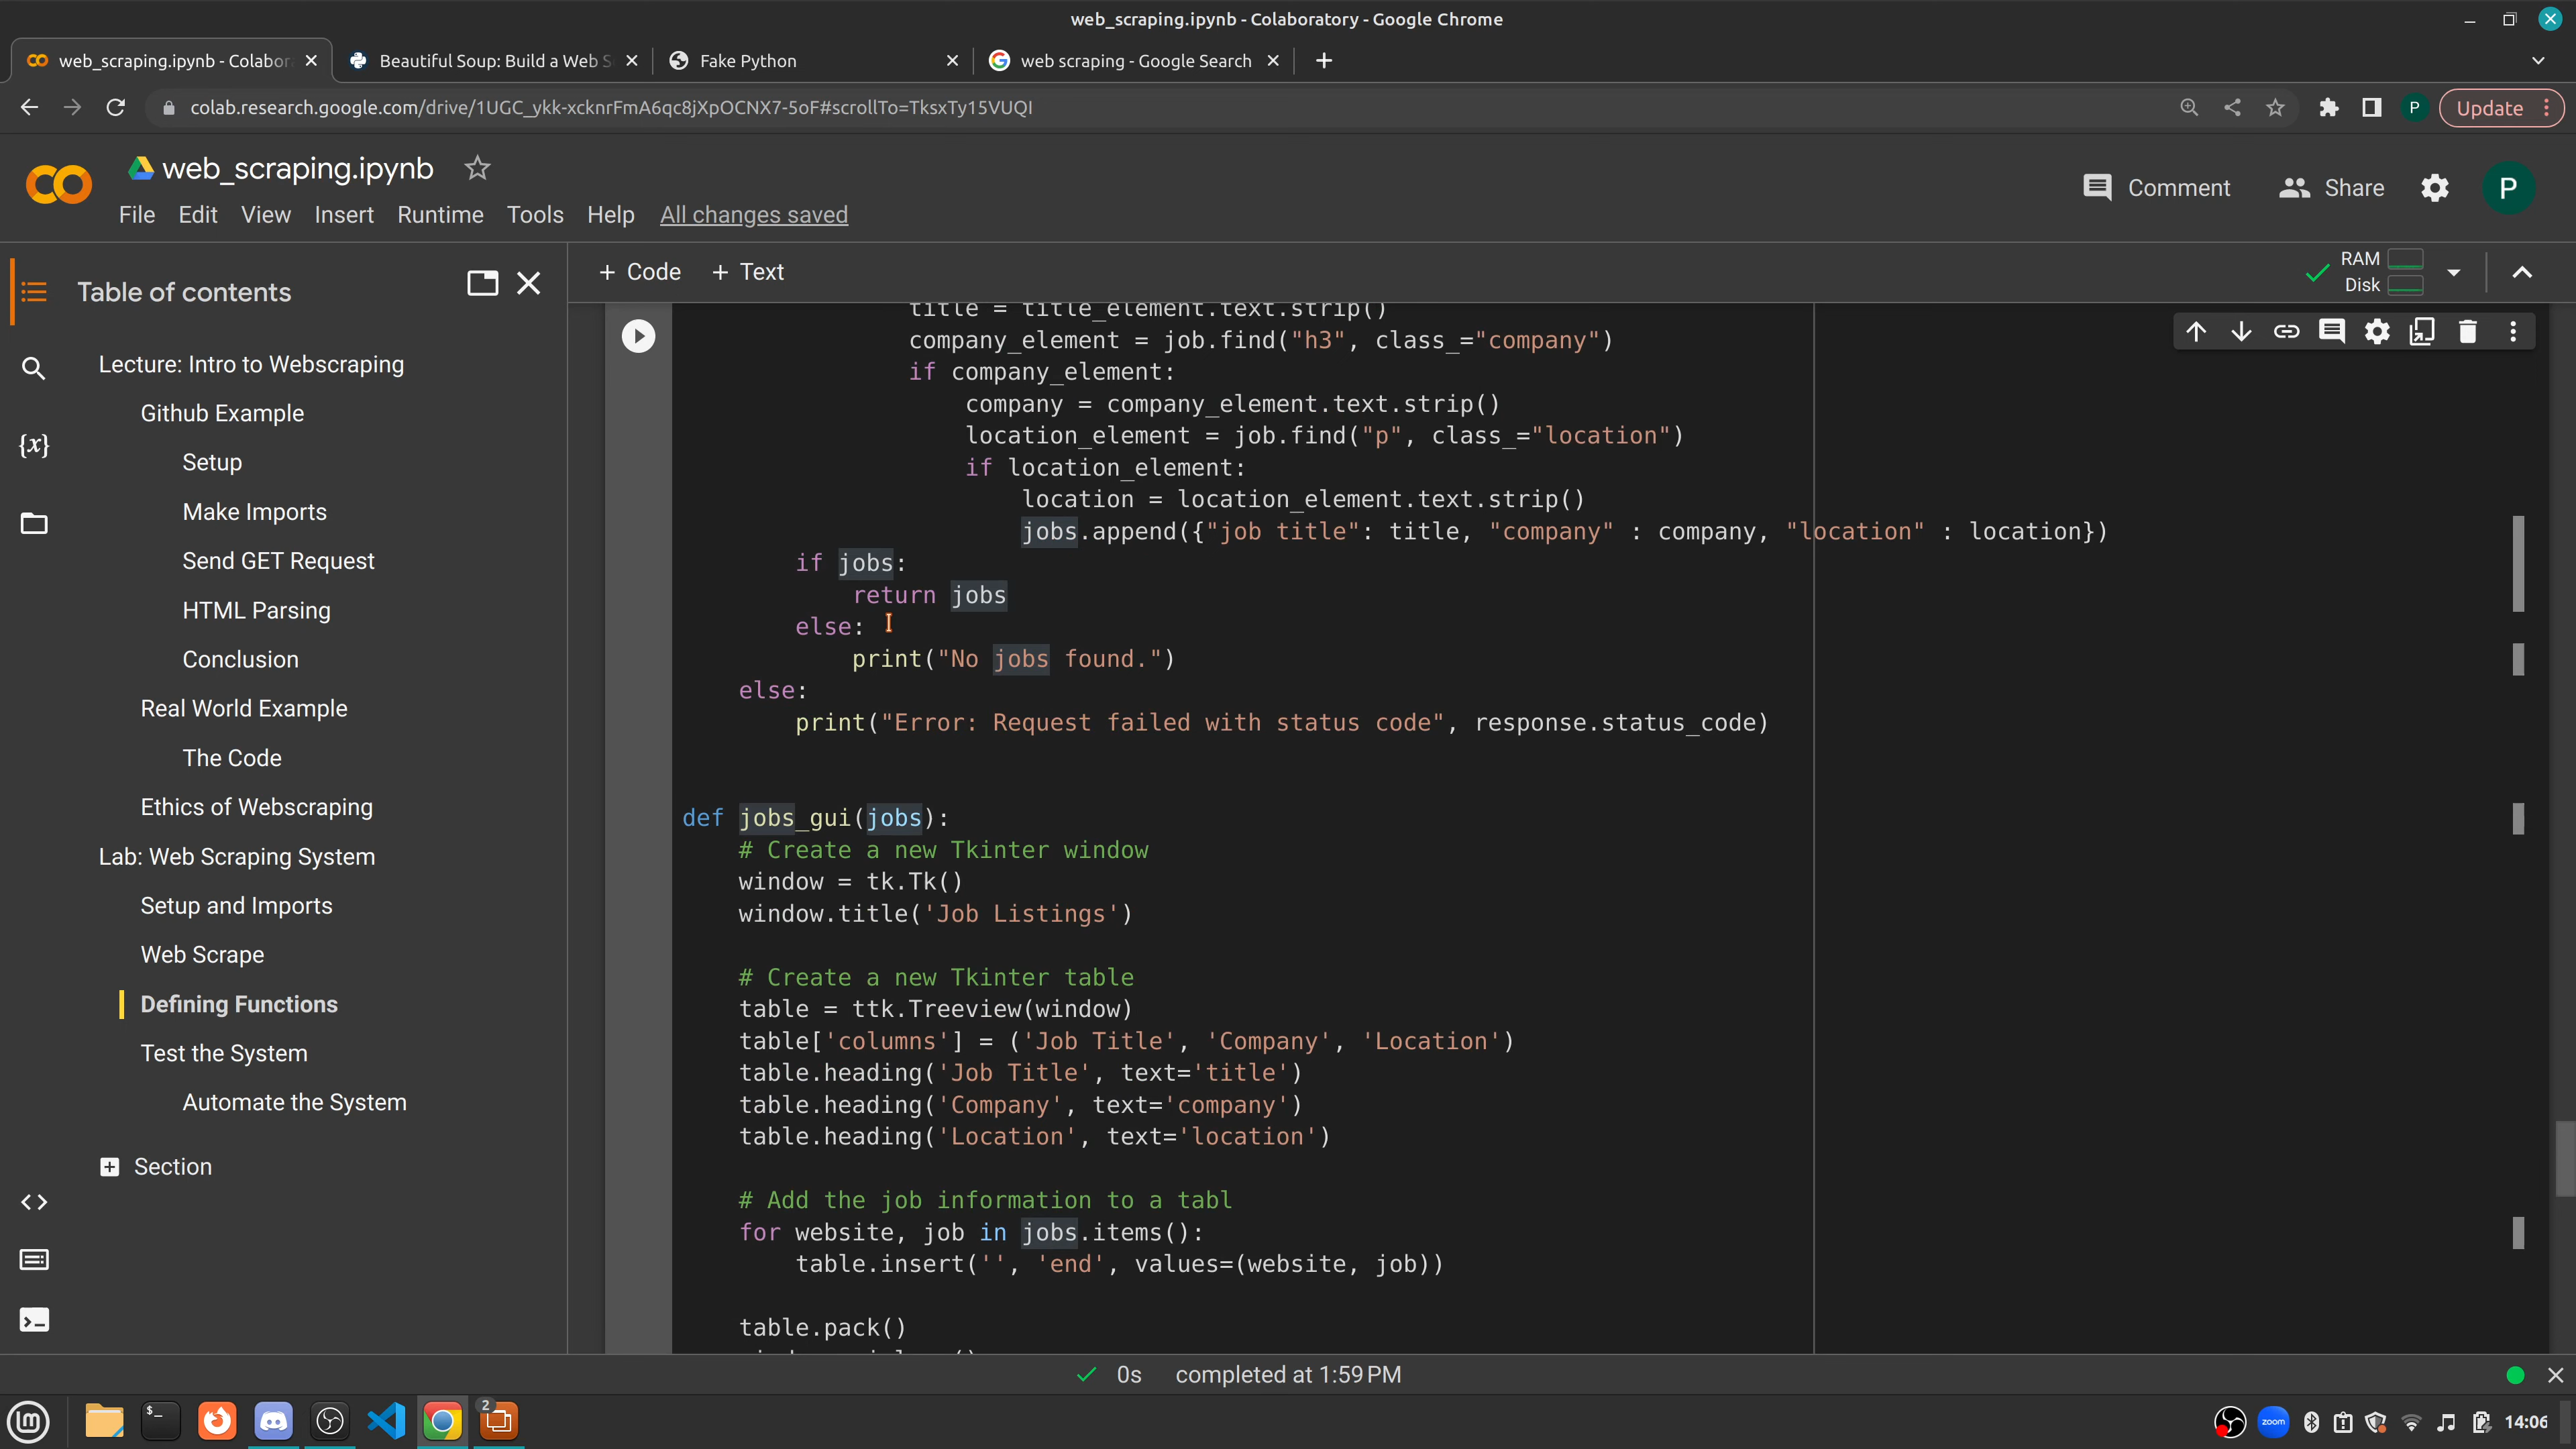 web_scraping.ipynb - Colaboratory - Google Chrome
web_scraping.ipynb - Colabor
Beautiful Soup: Build a Web S
Fake Python
web scraping - Google Search
colab.research.google.com/drive/1UGC_ykk-xcknrFmA6qc8jXpOCNX7-5oF#scrollTo=TksxTy15VUQI
P
Update
web_scraping.ipynb
Comment
Share
P
File Edit View Insert Runtime Tools Help All changes saved
Table of contents
+ Code + Text
RAM
Disk
Lecture: Intro to Webscraping
Github Example
Setup
Make Imports
Send GET Request
HTML Parsing
Conclusion
Real World Example
The Code
Ethics of Webscraping
Lab: Web Scraping System
Setup and Imports
Web Scrape
Defining Functions
Test the System
Automate the System
Section
{x}
title = title_element.text.strip()
company_element = job.find("h3", class_="company")
if company_element:
company = company_element.text.strip()
location_element = job.find("p", class_="location")
if location_element:
location = location_element.text.strip()
jobs.append({"job title": title, "company" : company, "location" : location})
if jobs:
return jobs
else:
print("No jobs found.")
else:
print("Error: Request failed with status code", response.status_code)
def jobs_gui(jobs):
# Create a new Tkinter window
window = tk.Tk()
window.title('Job Listings')
# Create a new Tkinter table
table = ttk.Treeview(window)
table['columns'] = ('Job Title', 'Company', 'Location')
table.heading('Job Title', text='title')
table.heading('Company', text='company')
table.heading('Location', text='location')
# Add the job information to a tabl
for website, job in jobs.items():
table.insert('', 'end', values=(website, job))
table.pack()
0s completed at 1:59 PM
2
zoom
14:06